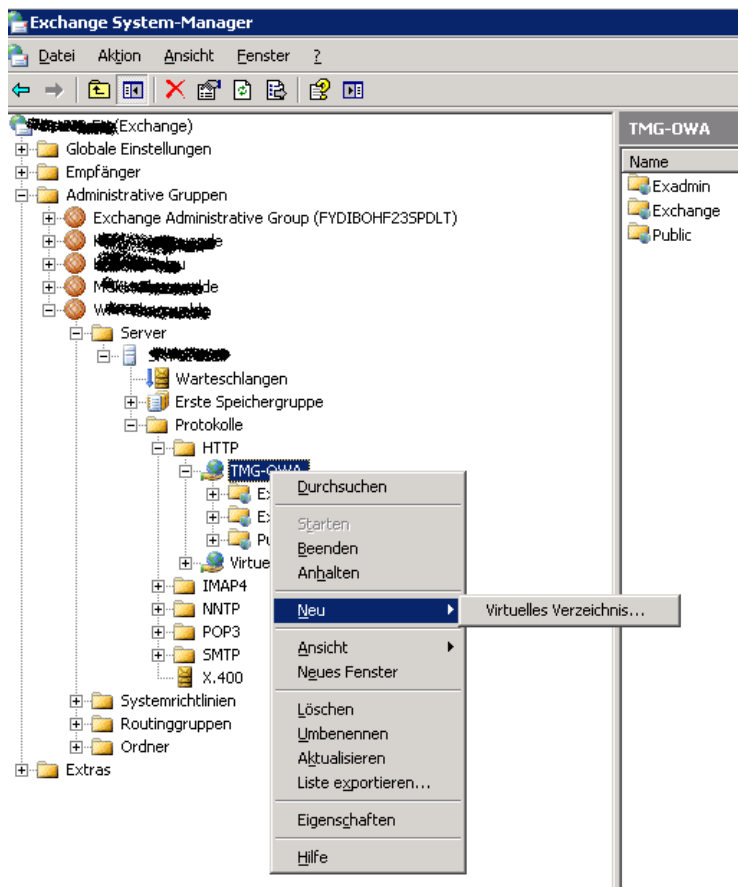 Exchange System-Manager
Datei Aktion Ansicht Fenster ?
(Exchange)
Globale Einstellungen
Empfänger
Administrative Gruppen
Exchange Administrative Group (FYDIBOHF23SPDLT)
Server
Warteschlangen
Erste Speichergruppe
Protokolle
HTTP
TMG-OWA
Virtue
IMAP4
NNTP
POP3
SMTP
X.400
Systemrichtlinien
Routinggruppen
Ordner
Extras
Durchsuchen
Starten
Beenden
Anhalten
Neu
Virtuelles Verzeichnis...
Ansicht
Neues Fenster
Löschen
Umbenennen
Aktualisieren
Liste exportieren...
Eigenschaften
Hilfe
TMG-OWA
Name
Exadmin
Exchange
Public